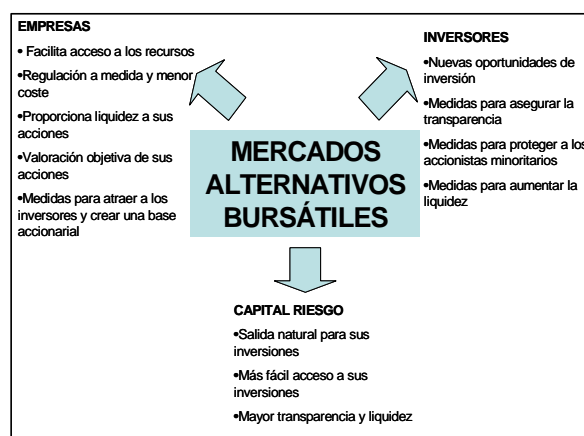 EMPRESAS
• Facilita acceso a los recursos
•Regulación a medida y menor
coste
•Proporciona liquidez a sus
acciones
•Valoración objetiva de sus
acciones
•Medidas para atraer a los
inversores y crear una base
accionarial
INVERSORES
•Nuevas oportunidades de
inversión
•Medidas para asegurar la
transparencia
•Medidas para proteger a los
accionistas minoritarios
•Medidas para aumentar la
liquidez
MERCADOS
ALTERNATIVOS
BURSÁTILES
CAPITAL RIESGO
•Salida natural para sus
inversiones
•Más fácil acceso a sus
inversiones
•Mayor transparencia y liquidez